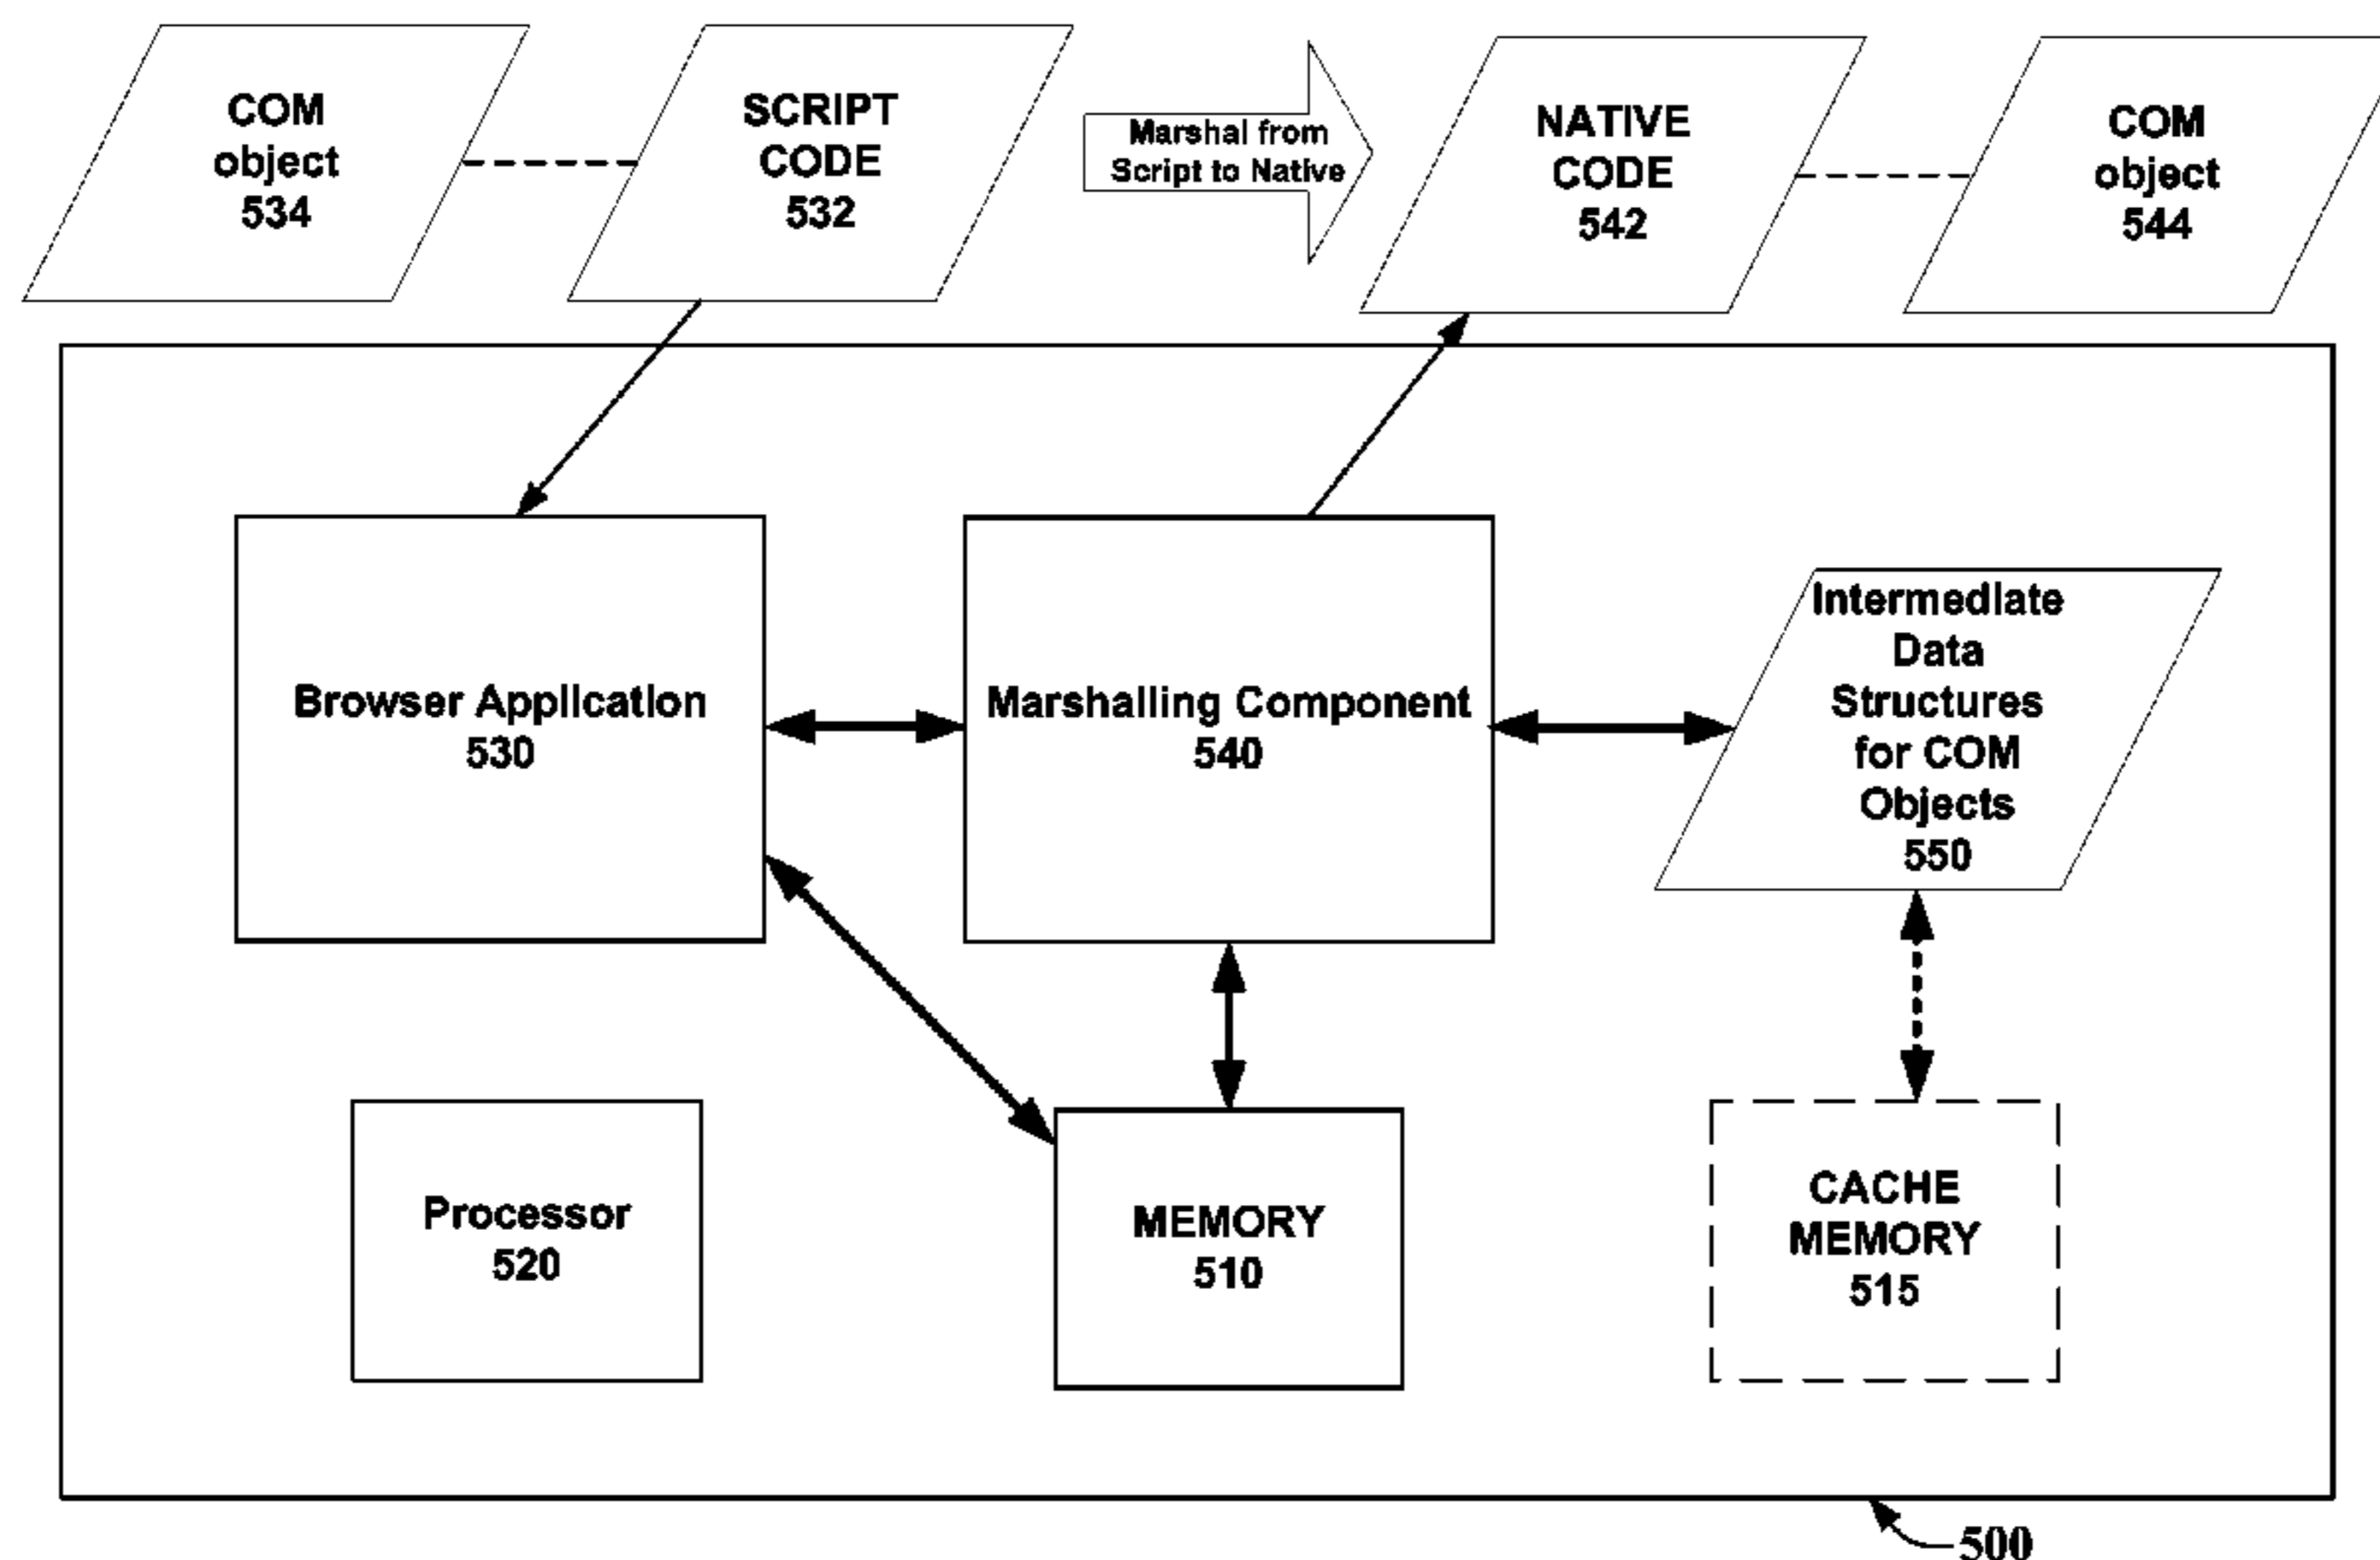 COM
object
534
SCRIPT
CODE
532
Marshal from
Script to Native
NATIVE
CODE
542
COM
object
544
Browser Application
530
Marshalling Component
540
Intermediate
Data
Structures
for COM
Objects
550
Processor
520
MEMORY
510
CACHE
MEMORY
515
500